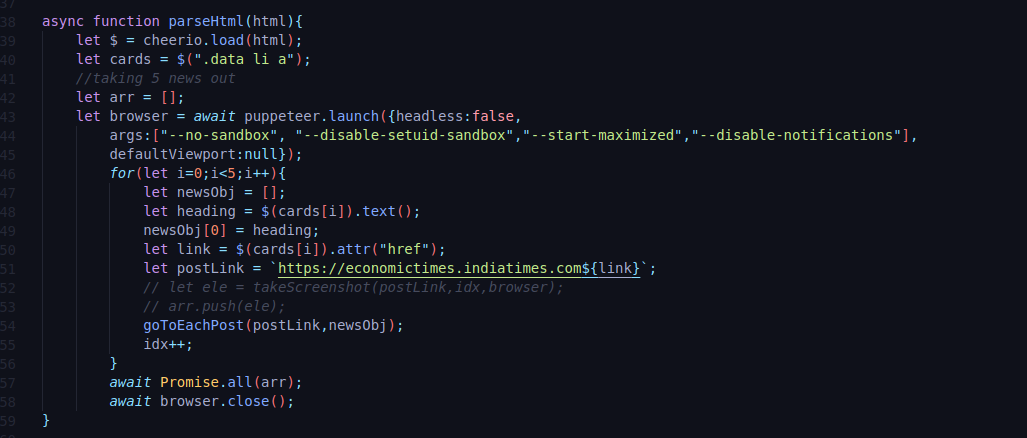 37
38 async function parseHtml(html){
39     let $ = cheerio.load(html);
40     let cards = $(".data li a");
41     //taking 5 news out
42     let arr = [];
43     let browser = await puppeteer.launch({headless:false,
44         args:["--no-sandbox", "--disable-setuid-sandbox","--start-maximized","--disable-notifications"],
45         defaultViewport:null});
46         for(let i=0;i<5;i++){
47             let newsObj = [];
48             let heading = $(cards[i]).text();
49             newsObj[0] = heading;
50             let link = $(cards[i]).attr("href");
51             let postLink = `https://economictimes.indiatimes.com${link}`;
52             // let ele = takeScreenshot(postLink,idx,browser);
53             // arr.push(ele);
54             goToEachPost(postLink,newsObj);
55             idx++;
56         }
57         await Promise.all(arr);
58         await browser.close();
59 }